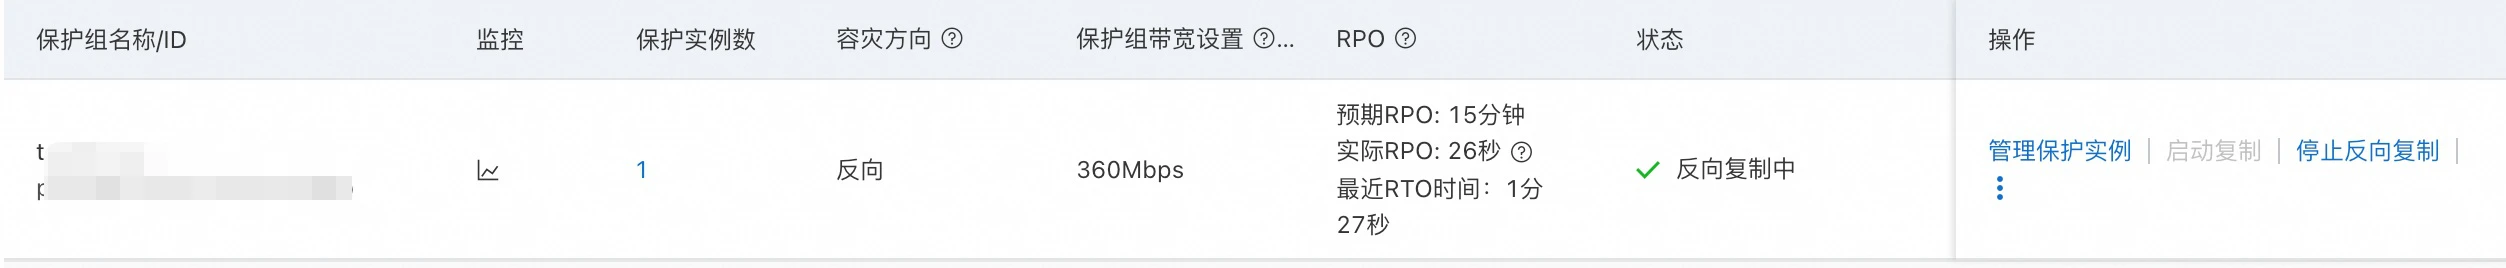 保护组名称/ID 监控 保护实例数 容灾方向 保护组带宽设置 ... RPO 状态 操作
t
1
反向
360Mbps
预期RPO: 15分钟
实际RPO: 26秒
最近RTO时间： 1分
27秒
反向复制中
管理保护实例 | 启动复制 | 停止反向复制 |